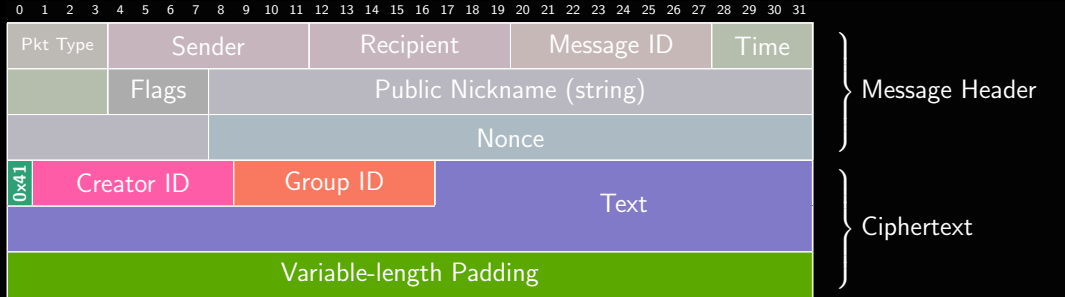 0 1 2 3 4 5 6 7 8 9 10 11 12 13 14 15 16 17 18 19 20 21 22 23 24 25 26 27 28 29 30 31
Pkt Type Sender Recipient Message ID Time
Flags Public Nickname (string) Message Header
Nonce
0x41 Creator ID Group ID Text
Ciphertext
Variable-length Padding